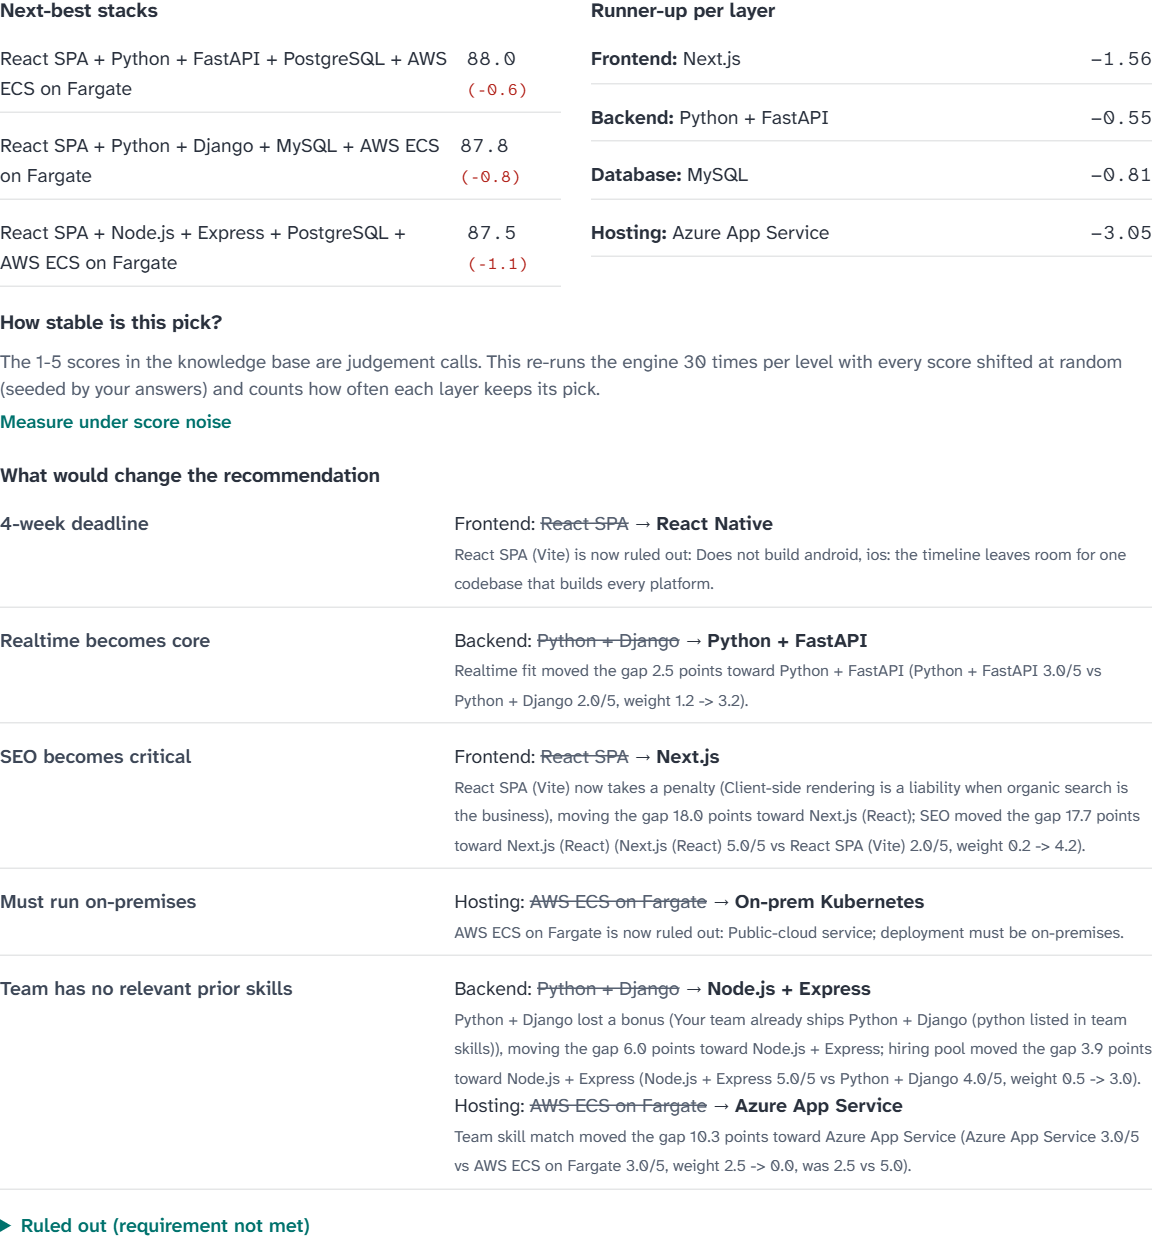 Next-best stacks
React SPA + Python + FastAPI + PostgreSQL + AWS 88.0
ECS on Fargate (-0.6)
React SPA + Python + Django + MySQL + AWS ECS 87.8
on Fargate (-0.8)
React SPA + Node.js + Express + PostgreSQL + 87.5
AWS ECS on Fargate (-1.1)
Runner-up per layer
Frontend: Next.js −1.56
Backend: Python + FastAPI −0.55
Database: MySQL −0.81
Hosting: Azure App Service −3.05
How stable is this pick?
The 1-5 scores in the knowledge base are judgement calls. This re-runs the engine 30 times per level with every score shifted at random
(seeded by your answers) and counts how often each layer keeps its pick.
Measure under score noise
What would change the recommendation
4-week deadline
Frontend: React SPA → React Native
React SPA (Vite) is now ruled out: Does not build android, ios: the timeline leaves room for one
codebase that builds every platform.
Realtime becomes core
Backend: Python + Django → Python + FastAPI
Realtime fit moved the gap 2.5 points toward Python + FastAPI (Python + FastAPI 3.0/5 vs
Python + Django 2.0/5, weight 1.2 -> 3.2).
SEO becomes critical
Frontend: React SPA → Next.js
React SPA (Vite) now takes a penalty (Client-side rendering is a liability when organic search is
the business), moving the gap 18.0 points toward Next.js (React); SEO moved the gap 17.7 points
toward Next.js (React) (Next.js (React) 5.0/5 vs React SPA (Vite) 2.0/5, weight 0.2 -> 4.2).
Must run on-premises
Hosting: AWS ECS on Fargate → On-prem Kubernetes
AWS ECS on Fargate is now ruled out: Public-cloud service; deployment must be on-premises.
Team has no relevant prior skills
Backend: Python + Django → Node.js + Express
Python + Django lost a bonus (Your team already ships Python + Django (python listed in team
skills)), moving the gap 6.0 points toward Node.js + Express; hiring pool moved the gap 3.9 points
toward Node.js + Express (Node.js + Express 5.0/5 vs Python + Django 4.0/5, weight 0.5 -> 3.0).
Hosting: AWS ECS on Fargate → Azure App Service
Team skill match moved the gap 10.3 points toward Azure App Service (Azure App Service 3.0/5
vs AWS ECS on Fargate 3.0/5, weight 2.5 -> 0.0, was 2.5 vs 5.0).
▶ Ruled out (requirement not met)